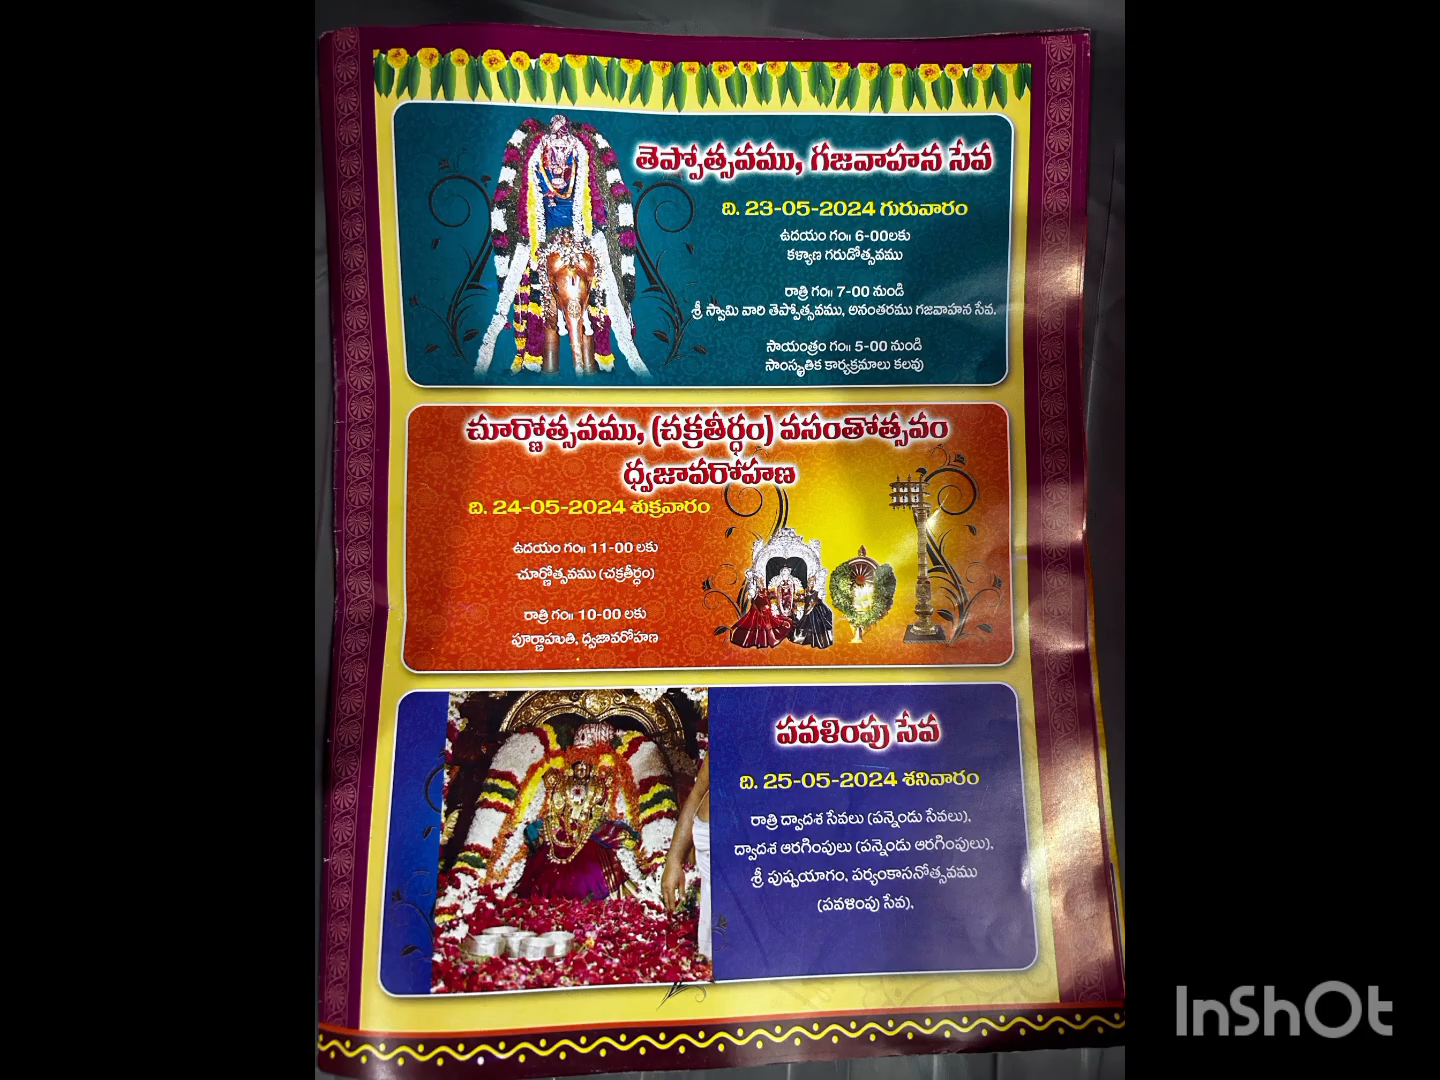 తెప్పోత్సవము, గజవాహన సేవ
ది. 23-05-2024 గురువారం
ఉదయం గం॥ 6-00లకు
కళ్యాణ గరుడోత్సవము
రాత్రి గం॥ 7-00 నుండి
శ్రీ స్వామి వారి తెప్పోత్సవము, అనంతరము గజవాహన సేవ.
సాయంత్రం గం॥ 5-00 నుండి
సాంస్కృతిక కార్యక్రమాలు కలవు
చూర్ణోత్సవము, (చక్రతీర్థం) వసంతోత్సవం
ధ్వజావరోహణ
ది. 24-05-2024 శుక్రవారం
ఉదయం గం॥ 11-00 లకు
చూర్ణోత్సవము (చక్రతీర్థం)
రాత్రి గం॥ 10-00 లకు
పూర్ణాహుతి, ధ్వజావరోహణ
పవళింపు సేవ
ది. 25-05-2024 శనివారం
రాత్రి ద్వాదశ సేవలు (పన్నెండు సేవలు),
ద్వాదశ ఆరగింపులు (పన్నెండు ఆరగింపులు),
శ్రీ పుష్పయాగం, పర్యంకాసనోత్సవము
(పవళింపు సేవ),
InShOt